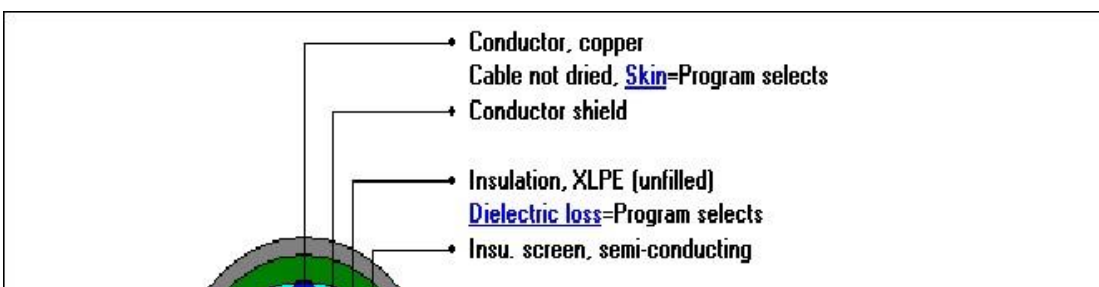 Conductor, copper
Cable not dried, Skin=Program selects
Conductor shield
Insulation, XLPE (unfilled)
Dielectric loss=Program selects
Insu. screen, semi-conducting